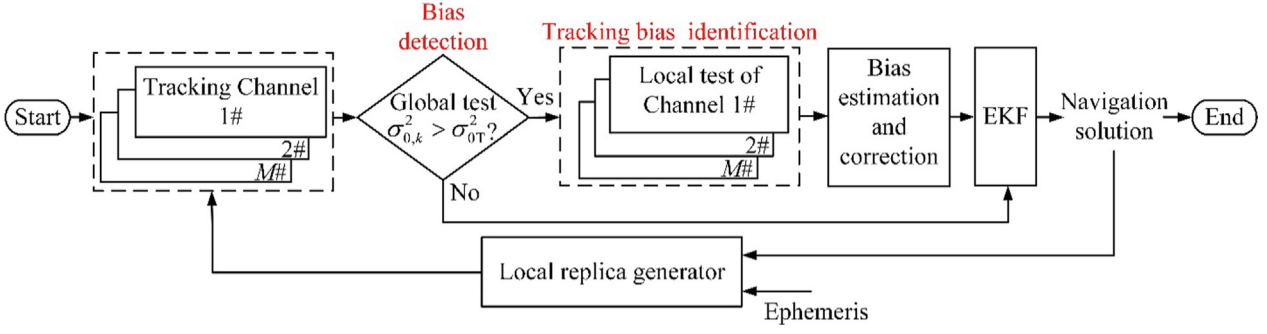 Start
Tracking Channel
1#
2#
M#
Bias
detection
Global test
σ²₀,ₖ > σ²₀T?
Yes
No
Tracking bias identification
Local test of
Channel 1#
2#
M#
Bias
estimation
and
correction
EKF
Navigation
solution
End
Local replica generator
Ephemeris